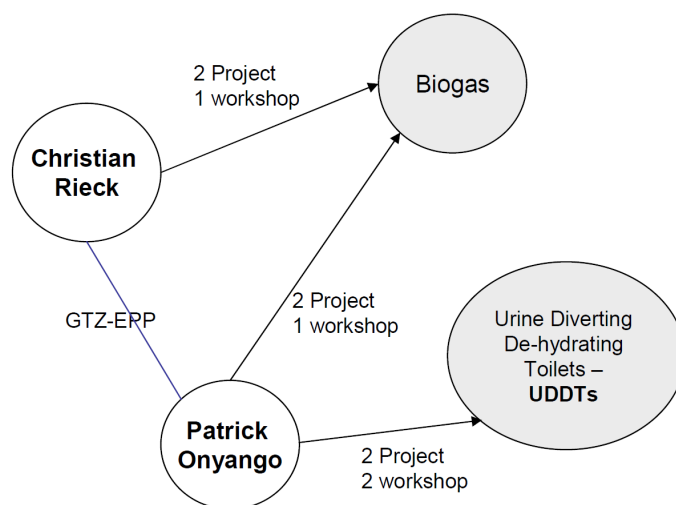 2 Project
1 workshop
Biogas
Christian
Rieck
2 Project
1 workshop
GTZ-EPP
Urine Diverting
De-hydrating
Toilets –
UDDTs
Patrick
Onyango
2 Project
2 workshop